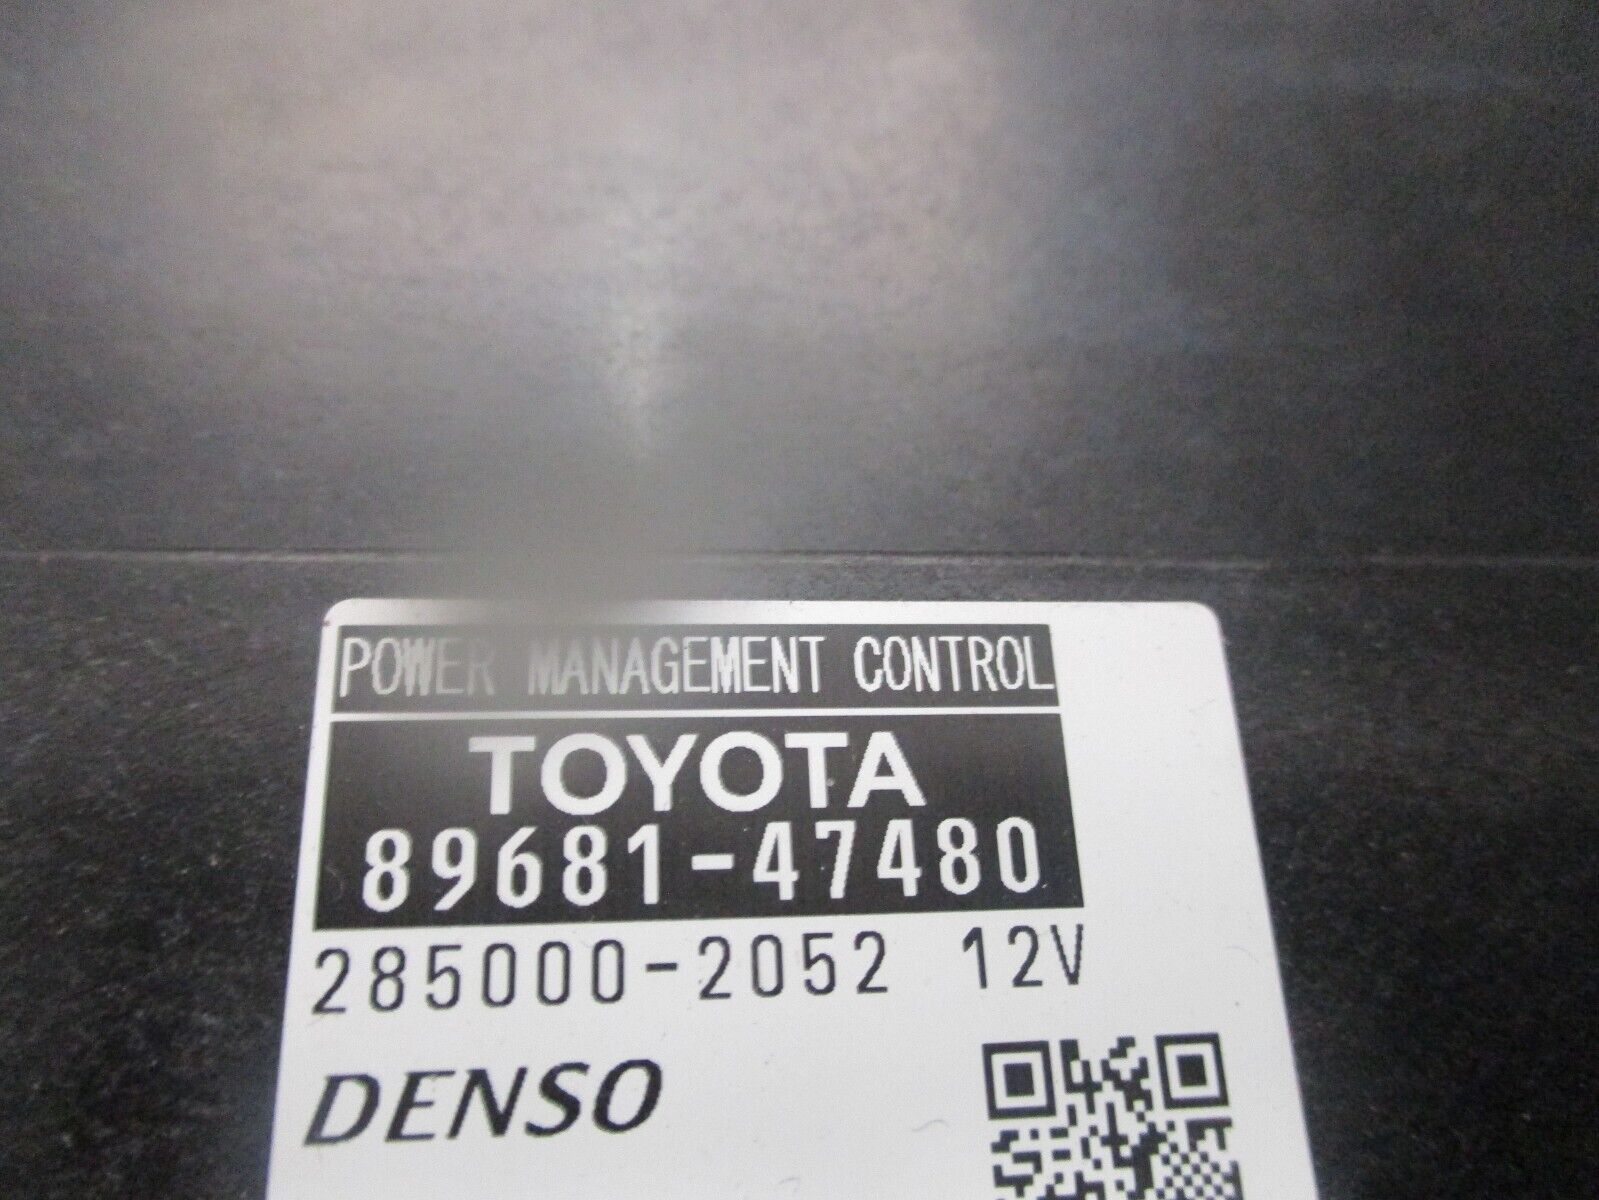 POWER MANAGEMENT CONTROL
TOYOTA
89681-47480
285000-2052 12V
DENSO